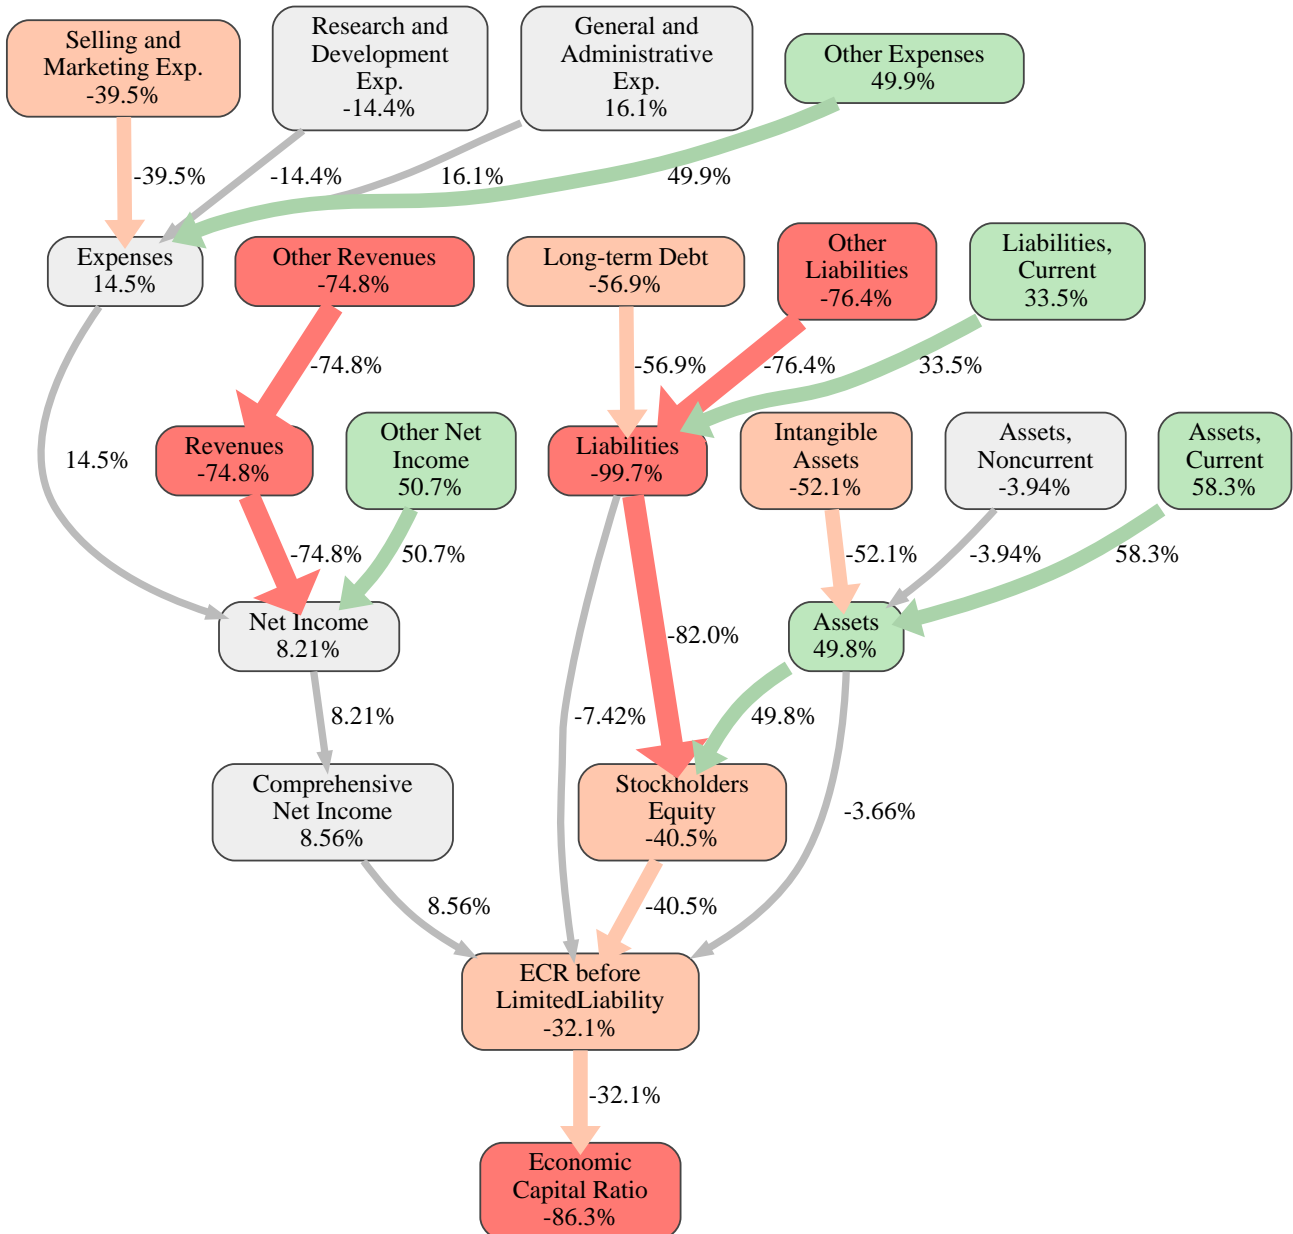 Selling and
Marketing Exp.
-39.5%
Research and
Development
Exp.
-14.4%
General and
Administrative
Exp.
16.1%
Other Expenses
49.9%
-39.5%
-14.4%
16.1%
49.9%
Expenses
14.5%
Other Revenues
-74.8%
Long-term Debt
-56.9%
Other
Liabilities
-76.4%
Liabilities,
Current
33.5%
-74.8%
-56.9%
-76.4%
33.5%
14.5%
Revenues
-74.8%
Other Net
Income
50.7%
Liabilities
-99.7%
Intangible
Assets
-52.1%
Assets,
Noncurrent
-3.94%
Assets,
Current
58.3%
-74.8%
50.7%
-52.1%
-3.94%
58.3%
Net Income
8.21%
-82.0%
Assets
49.8%
8.21%
-7.42%
49.8%
-3.66%
Comprehensive
Net Income
8.56%
Stockholders
Equity
-40.5%
8.56%
-40.5%
ECR before
LimitedLiability
-32.1%
-32.1%
Economic
Capital Ratio
-86.3%